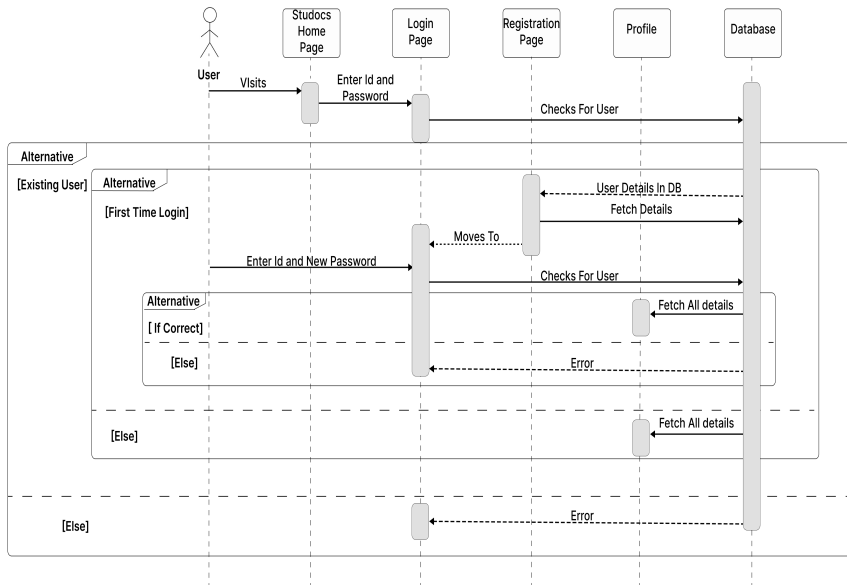 Studocs
Home
Page
Login
Page
Registration
Page
Profile
Database
User
VIsits
Enter Id and
Password
Checks For User
Alternative
[Existing User]
Alternative
[First Time Login]
User Details In DB
Fetch Details
Moves To
Enter Id and New Password
Checks For User
Alternative
[ If Correct]
Fetch All details
[Else]
Error
[Else]
Fetch All details
[Else]
Error